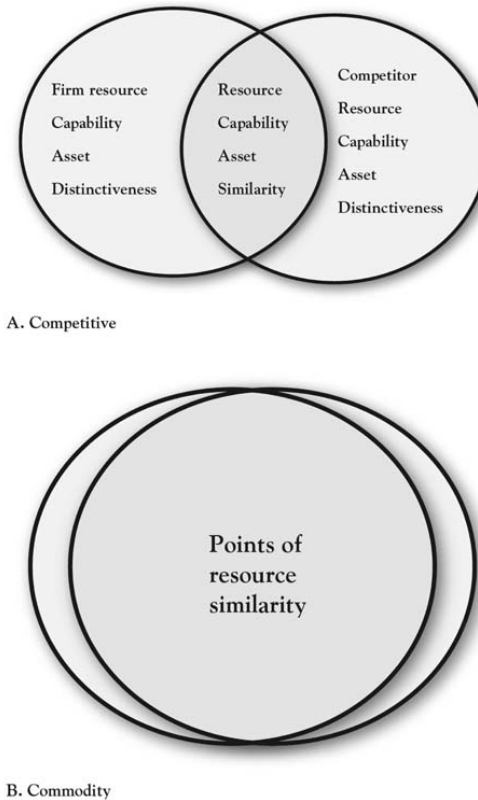 Firm resource
Capability
Asset
Distinctiveness
Resource
Capability
Asset
Similarity
Competitor
Resource
Capability
Asset
Distinctiveness
A. Competitive
Points of
resource
similarity
B. Commodity